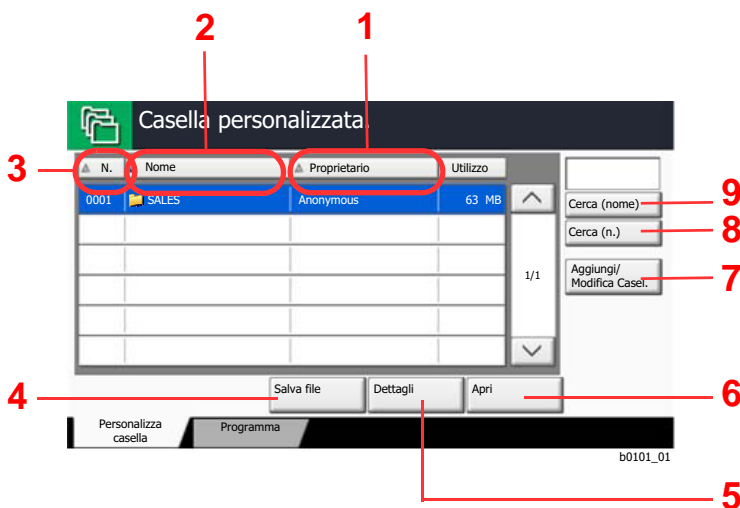 2
1
Casella personalizzata.
3
N.
Nome
Proprietario
Utilizzo
0001
SALES
Anonymous
63 MB
Cerca (nome)
9
Cerca (n.)
8
1/1
Aggiungi/
Modifica Casel.
7
4
Salva file
Dettagli
Apri
6
Personalizza
casella
Programma
b0101_01
5